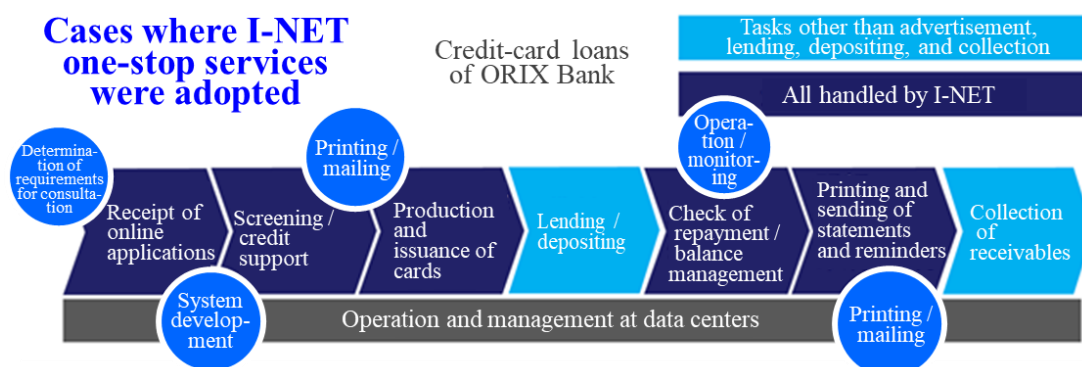 Cases where I-NET
one-stop services
were adopted
Credit-card loans
of ORIX Bank
Tasks other than advertisement,
lending, depositing, and collection
All handled by I-NET
Determina-
tion of
requirements
for consulta-
tion
Printing /
mailing
Opera-
tion /
monitor-
ing
Receipt of
online
applications
Screening /
credit
support
Production
and
issuance of
cards
Lending /
depositing
Check of
repayment /
balance
management
Printing and
sending of
statements
and reminders
Collection
of
receivables
System
develop-
ment
Operation and management at data centers
Printing /
mailing